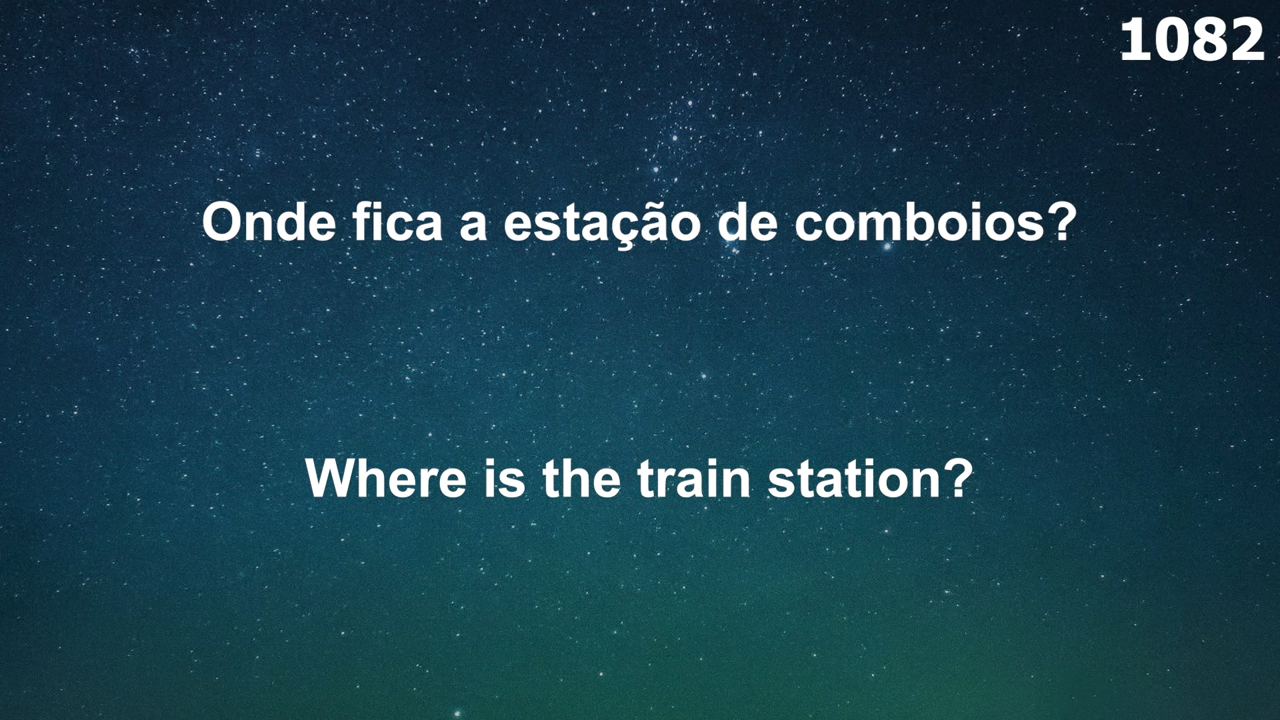 1082
Onde fica a estação de comboios?
Where is the train station?